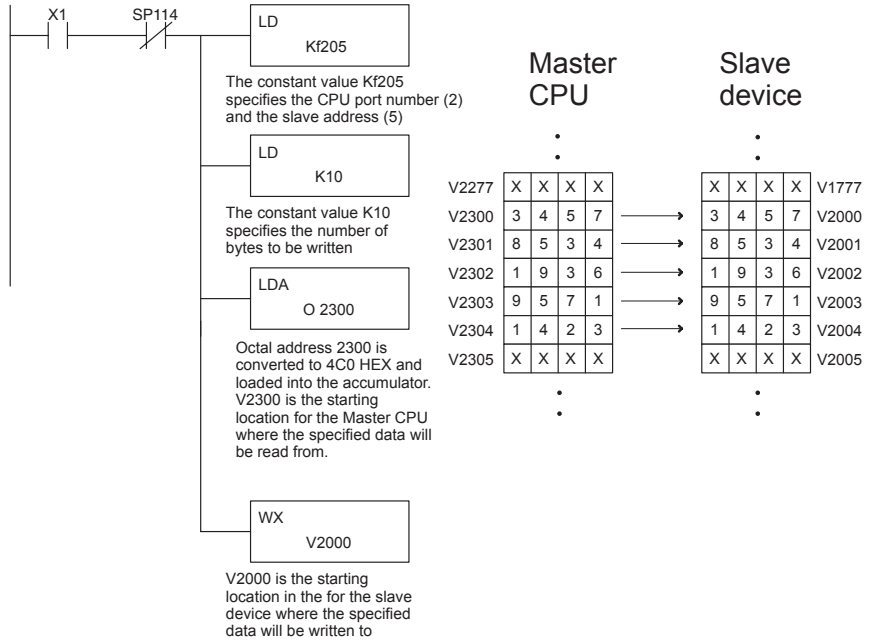 X1
SP114
LD
Kf205
The constant value Kf205
specifies the CPU port number (2)
and the slave address (5)
LD
K10
The constant value K10
specifies the number of
bytes to be written
LDA
O 2300
Octal address 2300 is
converted to 4C0 HEX and
loaded into the accumulator.
V2300 is the starting
location for the Master CPU
where the specified data will
be read from.
WX
V2000
V2000 is the starting
location in the for the slave
device where the specified
data will be written to
Master
CPU
Slave
device
V2277 X X X X X X X X V1777
V2300 3 4 5 7 3 4 5 7 V2000
V2301 8 5 3 4 8 5 3 4 V2001
V2302 1 9 3 6 1 9 3 6 V2002
V2303 9 5 7 1 9 5 7 1 V2003
V2304 1 4 2 3 1 4 2 3 V2004
V2305 X X X X X X X X V2005